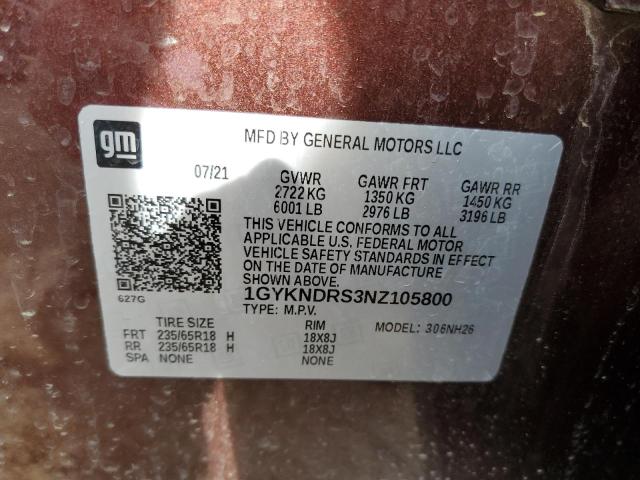 gm
MFD BY GENERAL MOTORS LLC
07/21
GVWR GAWR FRT GAWR RR
2722 KG 1350 KG 1450 KG
6001 LB 2976 LB 3196 LB
THIS VEHICLE CONFORMS TO ALL
APPLICABLE U.S. FEDERAL MOTOR
VEHICLE SAFETY STANDARDS IN EFFECT
ON THE DATE OF MANUFACTURE
SHOWN ABOVE.
627G
1GYKNDRS3NZ105800
TYPE: M.P.V.
TIRE SIZE RIM MODEL: 306NH26
FRT 235/65R18 H 18X8J
RR 235/65R18 H 18X8J
SPA NONE NONE